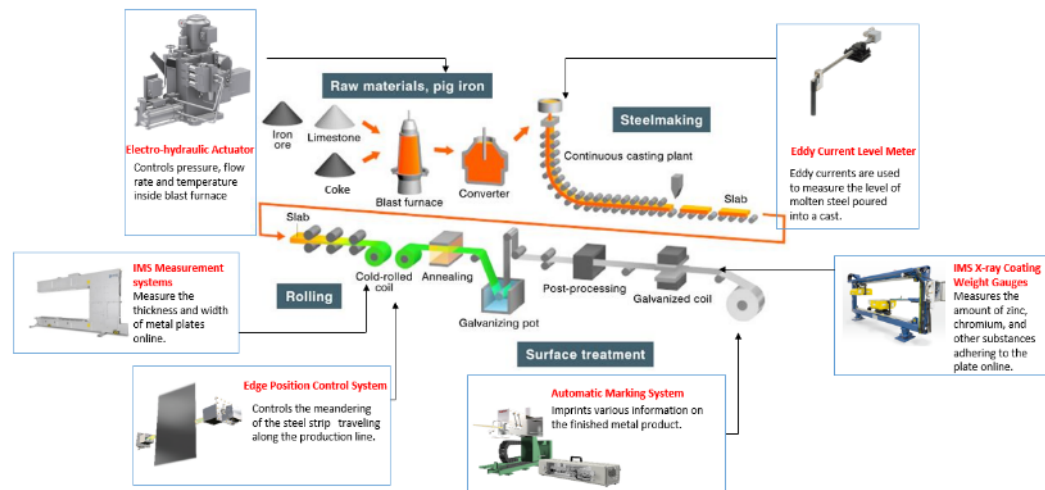 Raw materials, pig iron
Iron
ore
Limestone
Coke
Blast furnace
Converter
Steelmaking
Continuous casting plant
Slab
Electro-hydraulic Actuator
Controls pressure, flow
rate and temperature
inside blast furnace
Eddy Current Level Meter
Eddy currents are used
to measure the level of
molten steel poured
into a cast.
Slab
Cold-rolled
coil
Annealing
Rolling
Galvanizing pot
Post-processing
Galvanized coil
Surface treatment
IMS Measurement
systems
Measure the
thickness and width
of metal plates
online.
IMS X-ray Coating
Weight Gauges
Measures the
amount of zinc,
chromium, and
other substances
adhering to the
plate online.
Edge Position Control System
Controls the meandering
of the steel strip traveling
along the production line.
Automatic Marking System
Imprints various information on
the finished metal product.